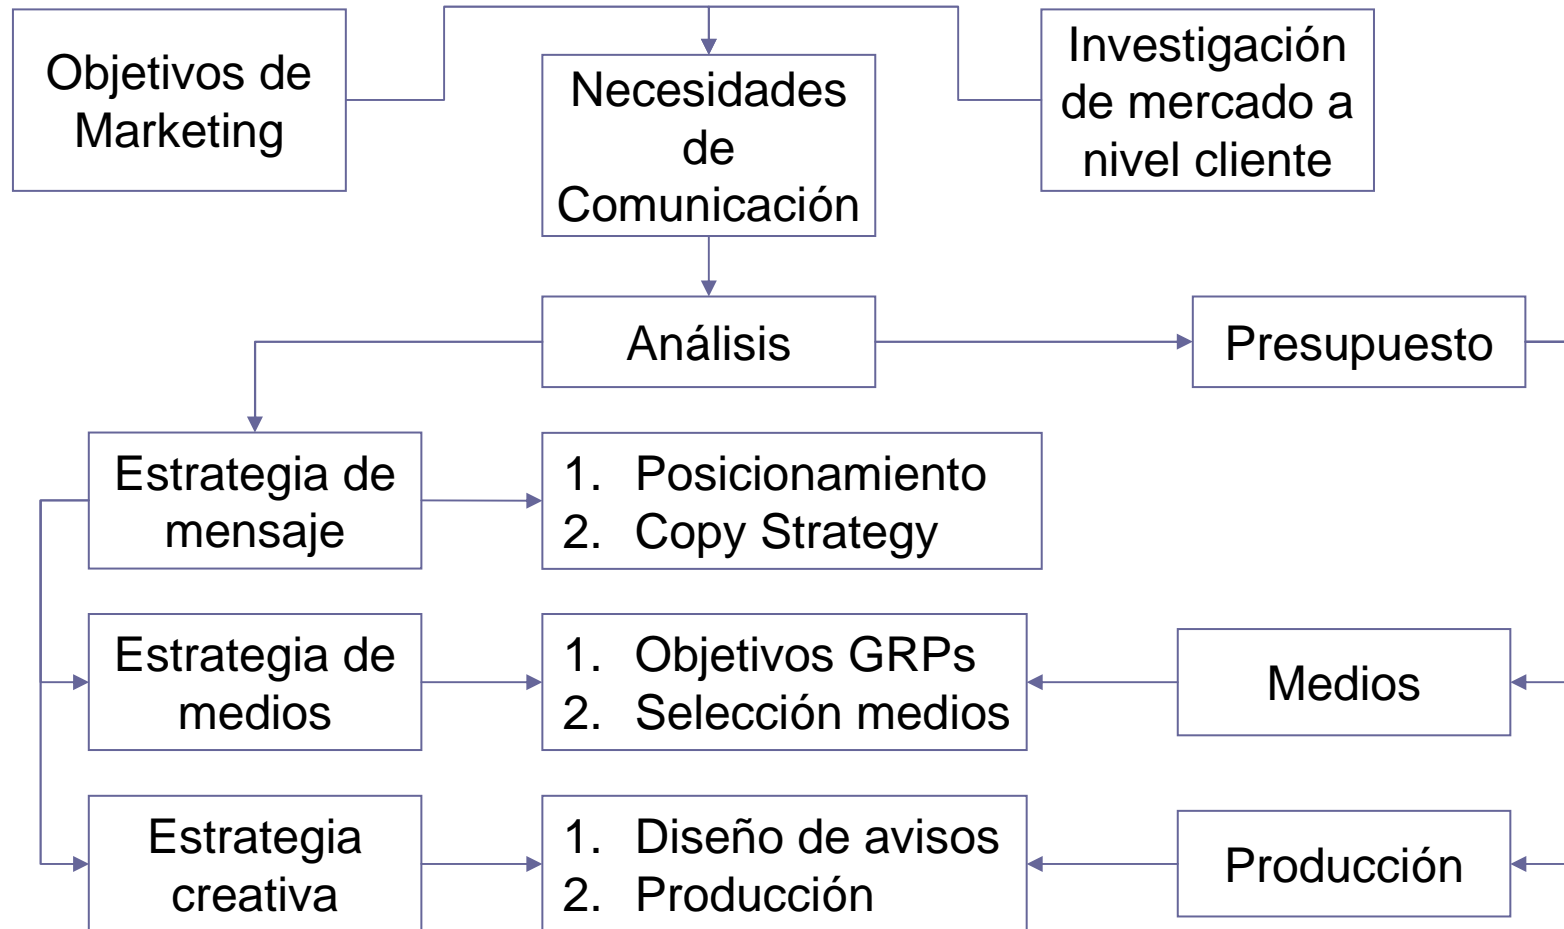 Objetivos de
Marketing
Necesidades
de
Comunicación
Investigación
de mercado a
nivel cliente
Análisis
Presupuesto
Estrategia de
mensaje
1. Posicionamiento
2. Copy Strategy
Estrategia de
medios
1. Objetivos GRPs
2. Selección medios
Medios
Estrategia
creativa
1. Diseño de avisos
2. Producción
Producción